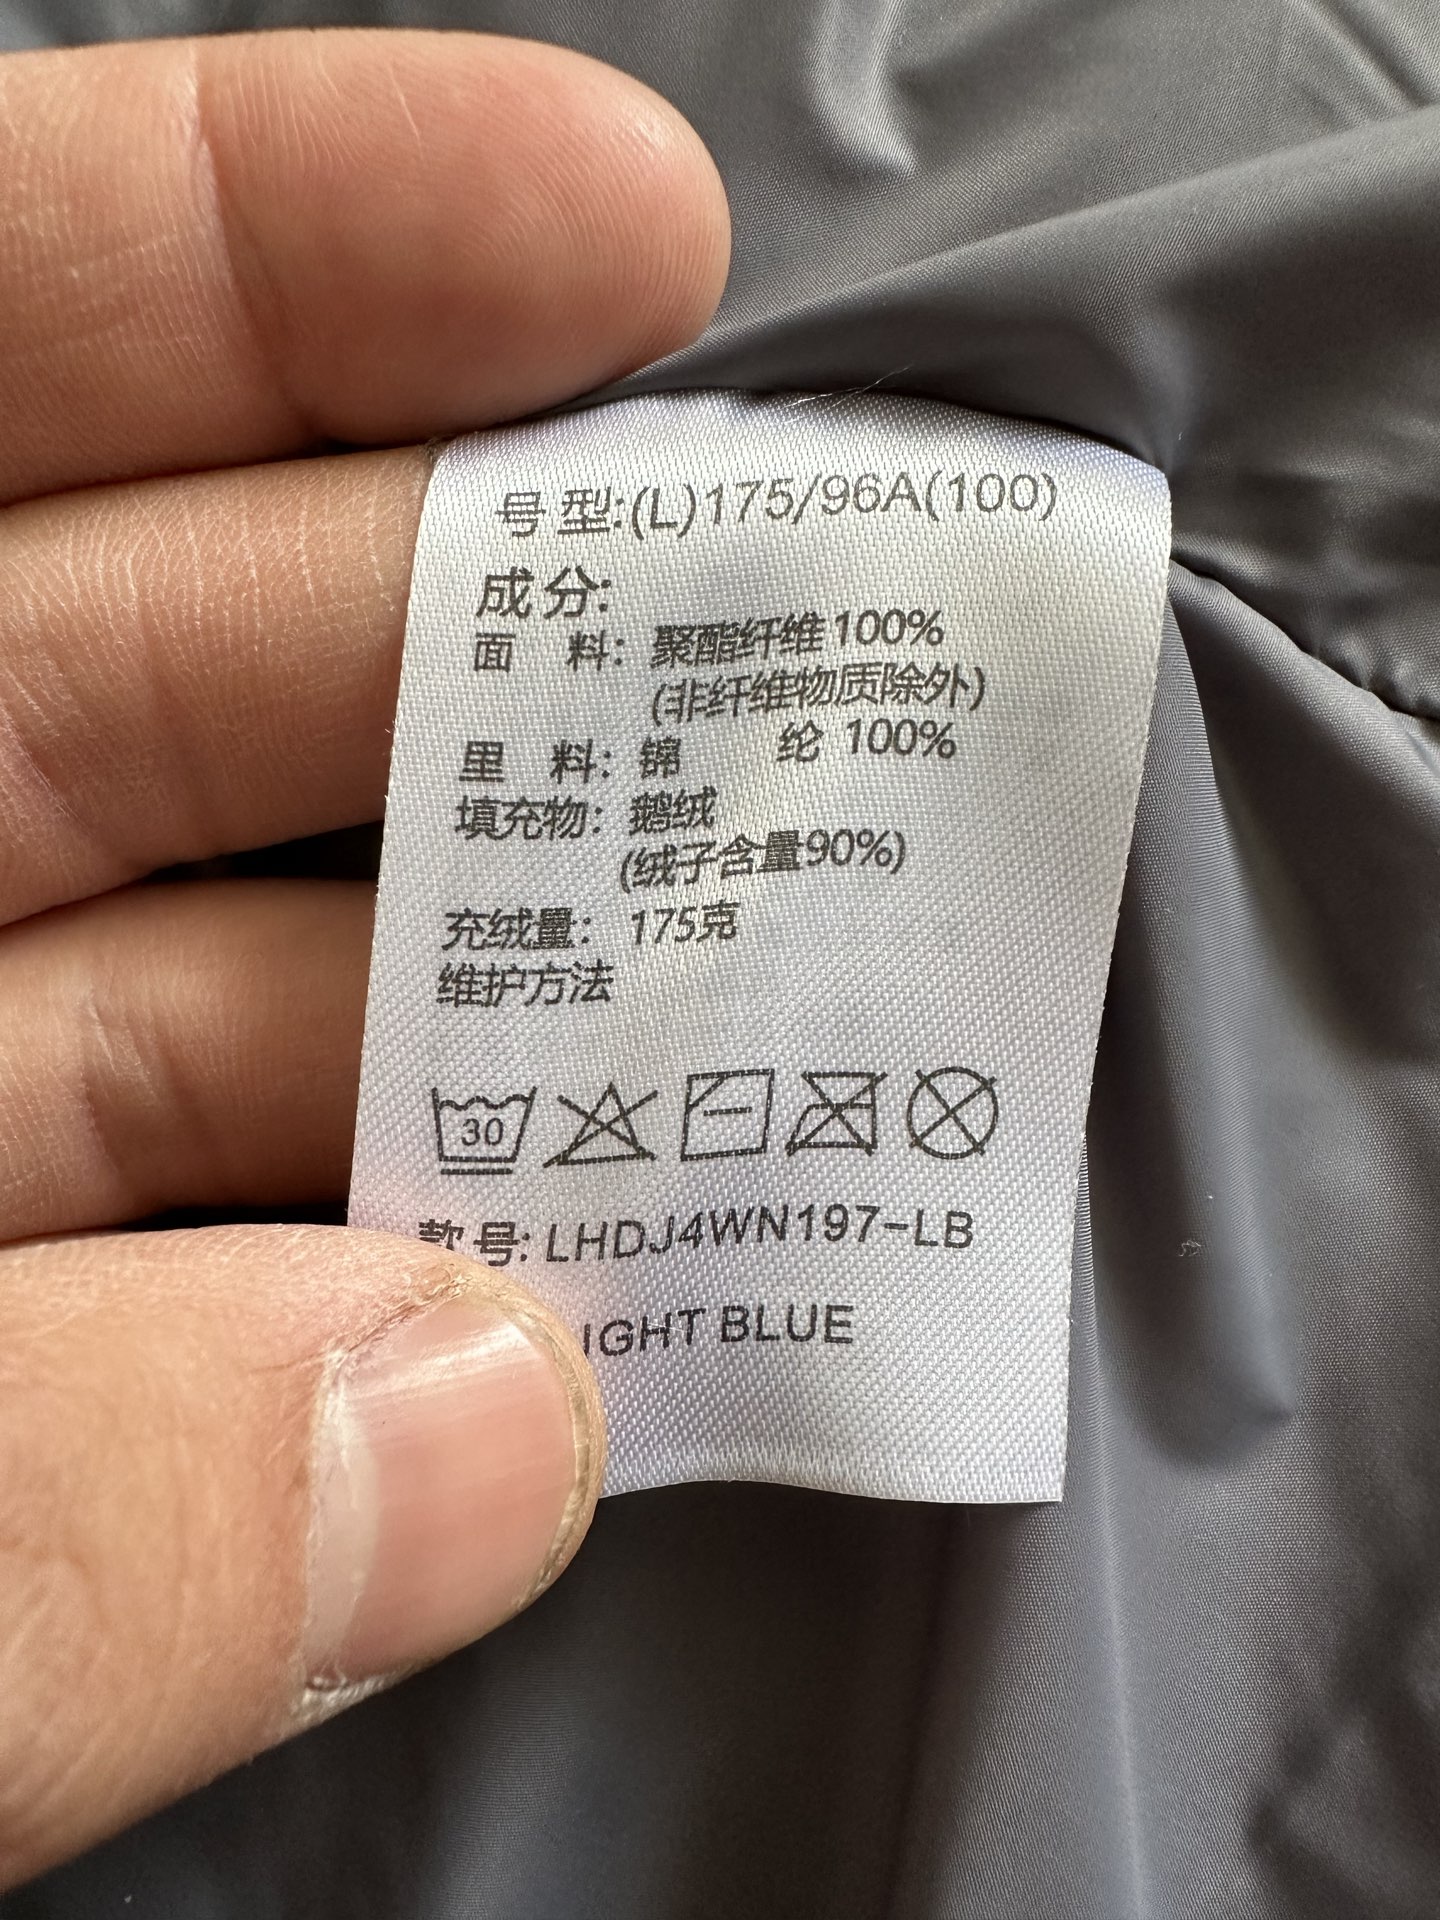 号型:(L)175/96A(100)
成分:
面 料: 聚酯纤维100%
(非纤维物质除外)
里 料: 锦 纶 100%
填充物: 鹅绒
(绒子含量90%)
充绒量: 175克
维护方法
30
款号: LHDJ4WN197-LB
BLUE